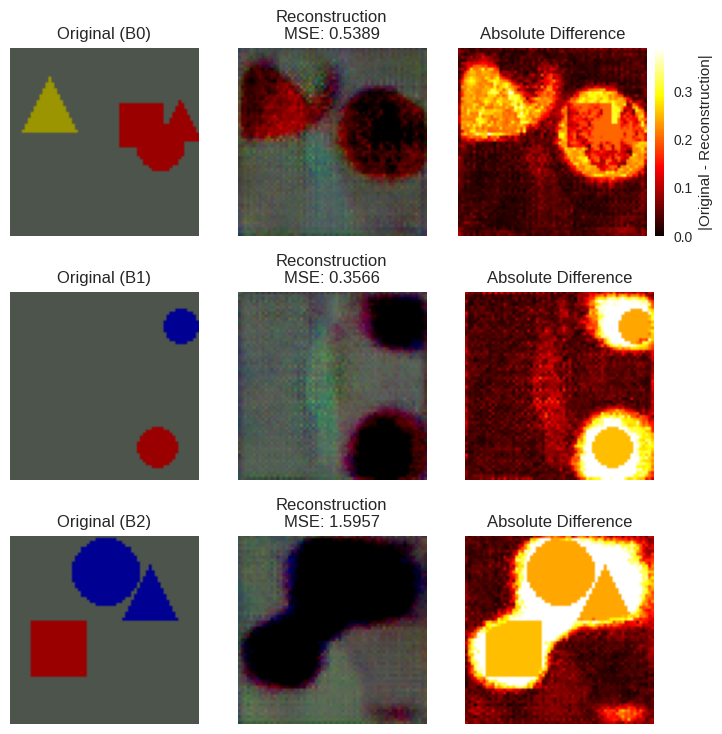 Original (B0)
Reconstruction
MSE: 0.5389
Absolute Difference
0.3
0.2
0.1
0.0
|Original - Reconstruction|
Original (B1)
Reconstruction
MSE: 0.3566
Absolute Difference
Original (B2)
Reconstruction
MSE: 1.5957
Absolute Difference